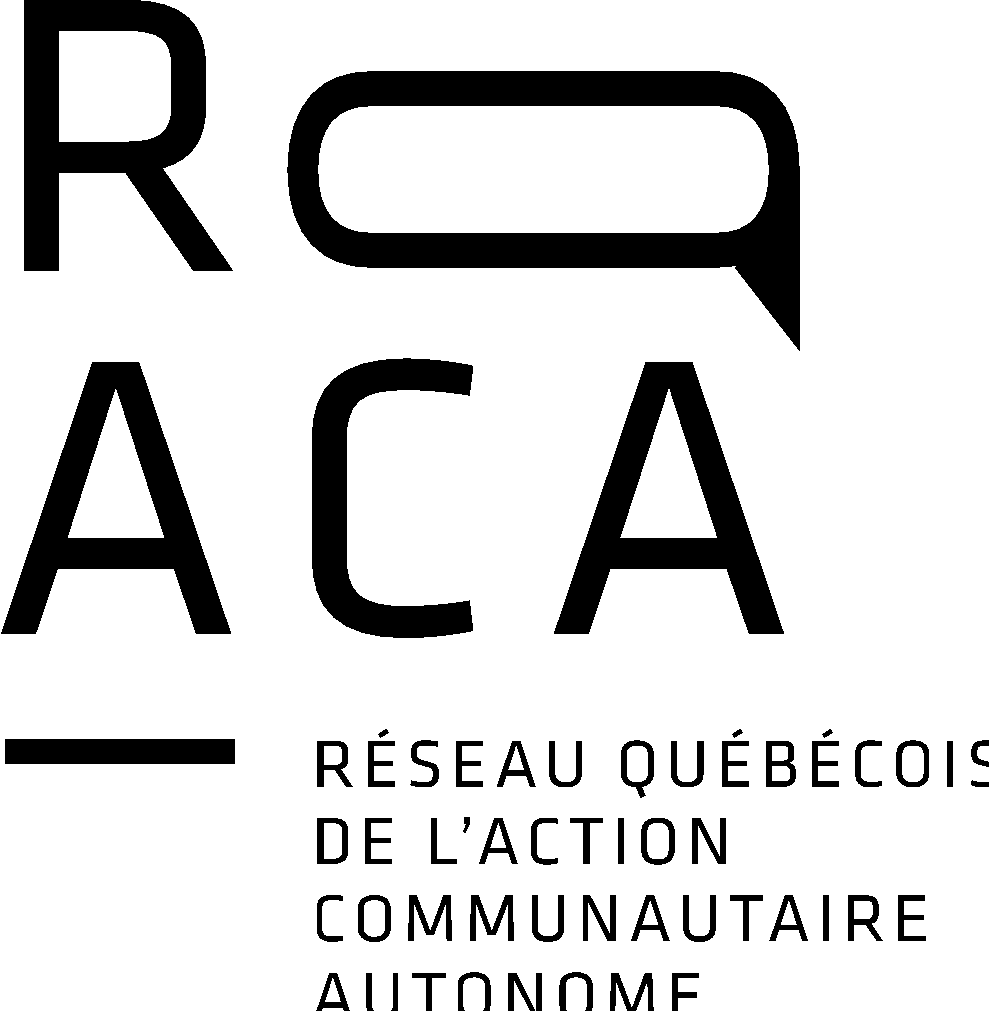 RQ
ACA
RÉSEAU QUÉBÉCOIS
DE L’ACTION
COMMUNAUTAIRE
AUTONOME